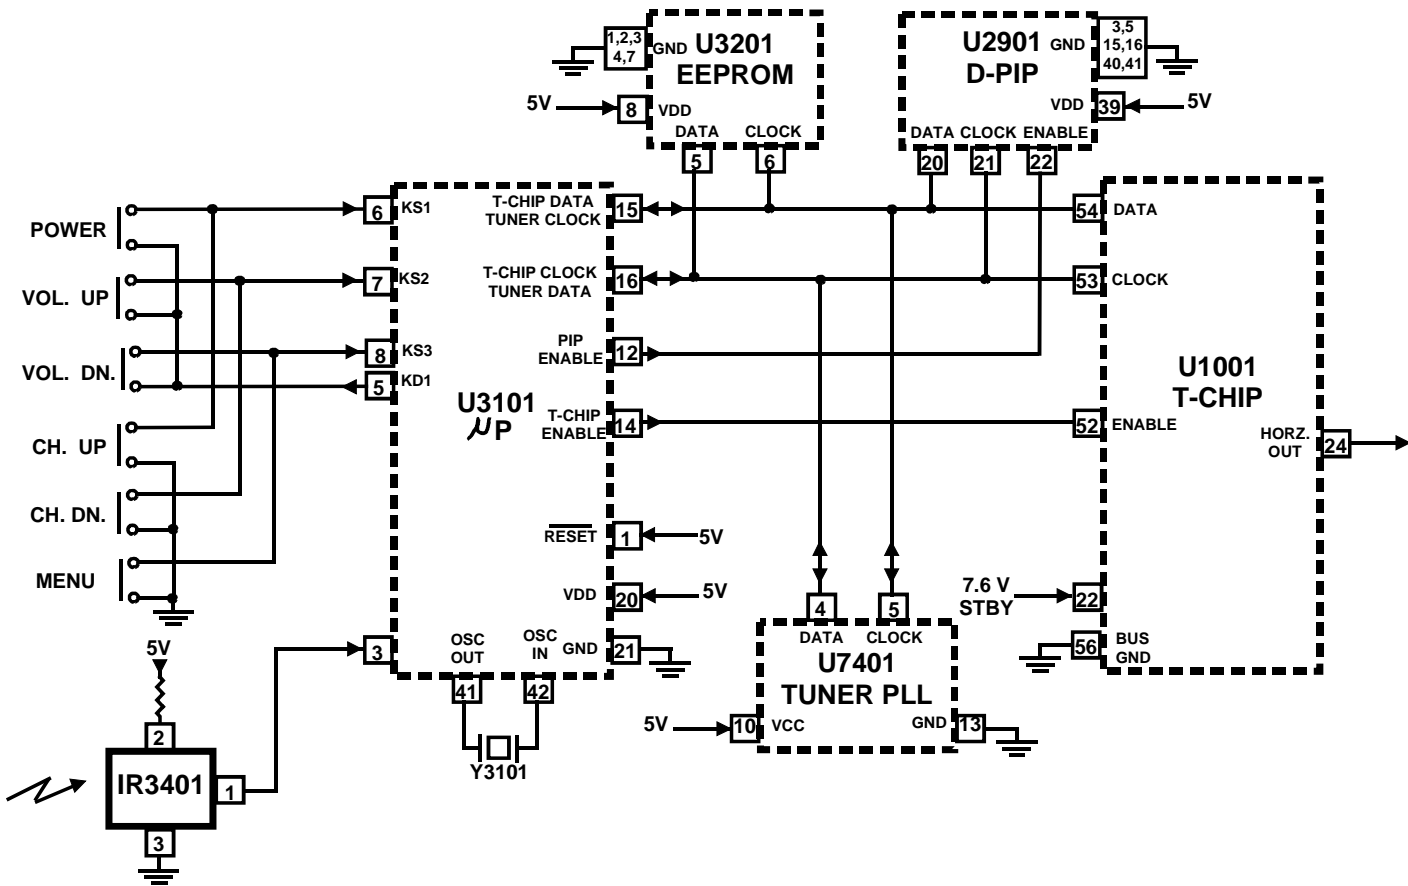 1,2,3
4,7
GND
U3201
EEPROM
5V
8
VDD
DATA
CLOCK
5
6
U2901
D-PIP
GND
3,5
15,16
40,41
VDD
39
5V
DATA
CLOCK
ENABLE
20
21
22
POWER
VOL. UP
VOL. DN.
CH. UP
CH. DN.
MENU
6
KS1
7
KS2
8
KS3
5
KD1
U3101
μP
T-CHIP DATA
TUNER CLOCK
15
T-CHIP CLOCK
TUNER DATA
16
PIP
ENABLE
12
T-CHIP
ENABLE
14
RESET
1
5V
VDD
20
5V
GND
21
3
OSC
OUT
OSC
IN
41
42
Y3101
5V
2
IR3401
1
3
4
5
DATA
CLOCK
U7401
TUNER PLL
5V
10
VCC
GND
13
54
DATA
53
CLOCK
U1001
T-CHIP
52
ENABLE
HORZ.
OUT
24
7.6 V
STBY
22
56
BUS
GND